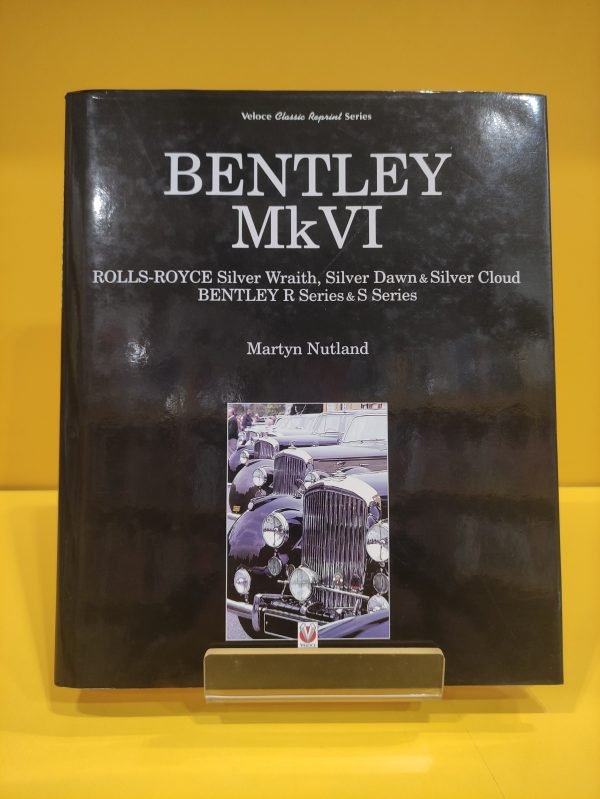 Veloce Classic Reprint Series
BENTLEY
MkVI
ROLLS-ROYCE Silver Wraith, Silver Dawn & Silver Cloud
BENTLEY R Series & S Series
Martyn Nutland
VELOCE